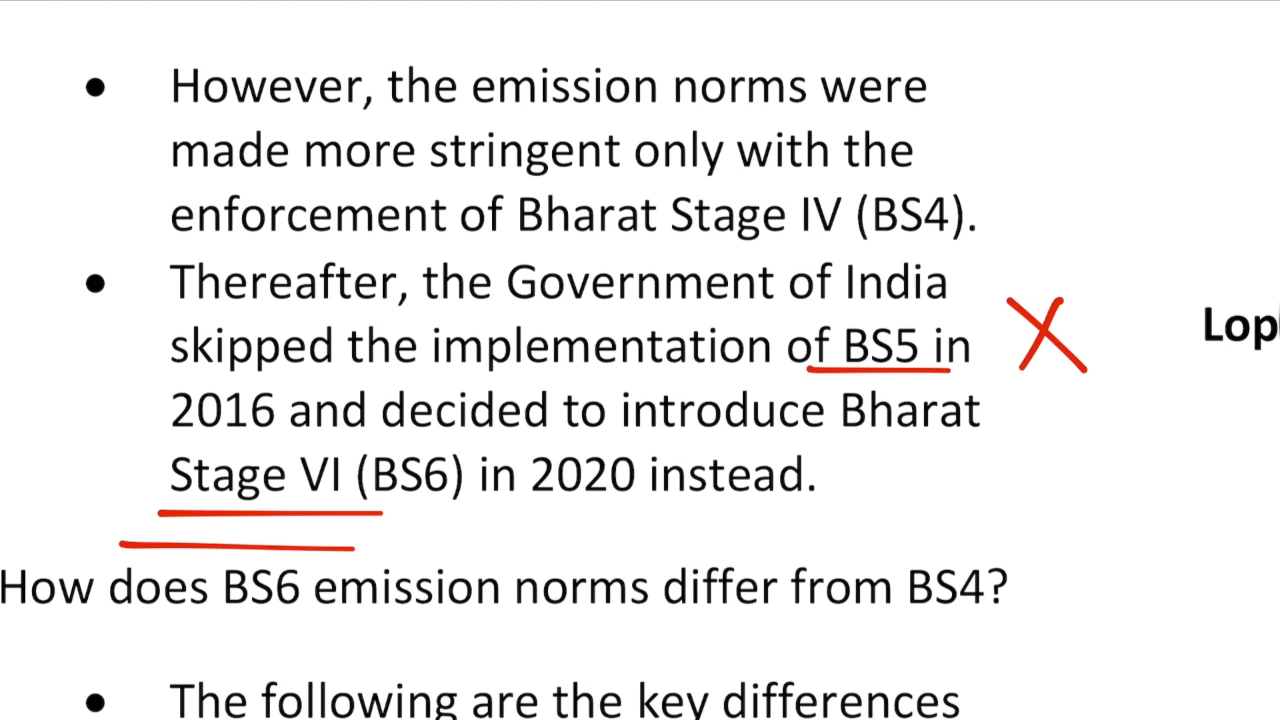 • However, the emission norms were
made more stringent only with the
enforcement of Bharat Stage IV (BS4).
• Thereafter, the Government of India
skipped the implementation of BS5 in
2016 and decided to introduce Bharat
Stage VI (BS6) in 2020 instead.
How does BS6 emission norms differ from BS4?
• The following are the key differences